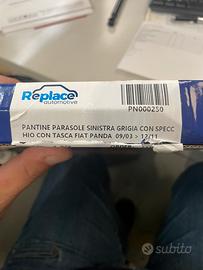 Replace
automotive
PN000250
PANTINE PARASOLE SINISTRA GRIGIA CON SPECC
HIO CON TASCA FIAT PANDA 09/03 > 12/11
subito